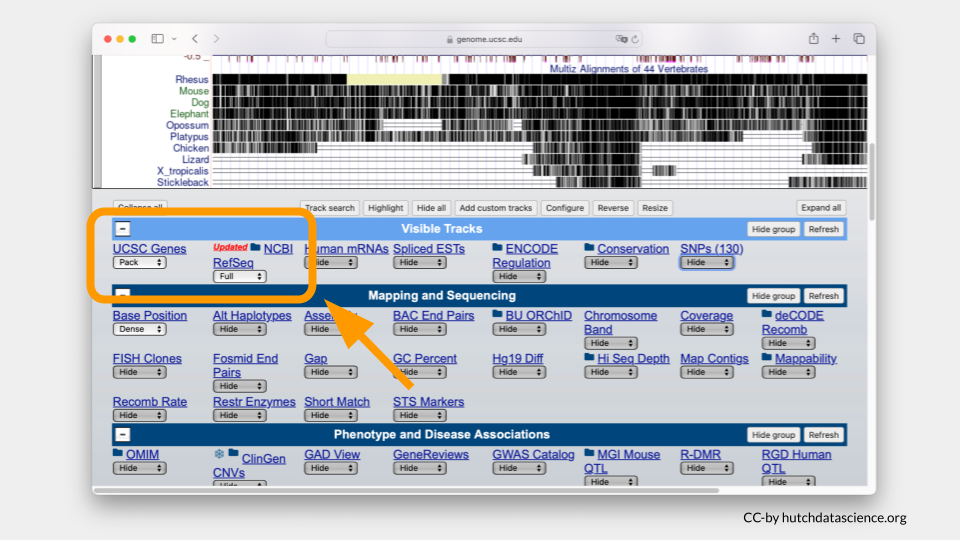 genome.ucsc.edu
-0.5
Multiz Alignments of 44 Vertebrates
Rhesus
Mouse
Dog
Elephant
Opossum
Platypus
Chicken
Lizard
X_tropicalis
Stickleback
Collapse all Track search Highlight Hide all Add custom tracks Configure Reverse Resize Expand all
− Visible Tracks Hide group Refresh
UCSC Genes Updated NCBI Human mRNAs Spliced ESTs ENCODE Conservation SNPs (130)
Pack RefSeq Hide Hide Regulation Hide Hide
Full Hide
− Mapping and Sequencing Hide group Refresh
Base Position Alt Haplotypes BAC End Pairs BU ORChID Chromosome Coverage deCODE
Dense Hide Hide Hide Hide Band Hide Recomb
Hide Hide
FISH Clones Fosmid End Gap GC Percent Hg19 Diff Hi Seq Depth Map Contigs Mappability
Hide Pairs Hide Hide Hide Hide Hide Hide
Hide
Recomb Rate Restr Enzymes Short Match STS Markers
Hide Hide Hide Hide
− Phenotype and Disease Associations Hide group Refresh
OMIM ClinGen GAD View GeneReviews GWAS Catalog MGI Mouse R-DMR RGD Human
Hide CNVs Hide Hide Hide QTL Hide QTL
Hide Hide Hide
CC-by hutchdatascience.org